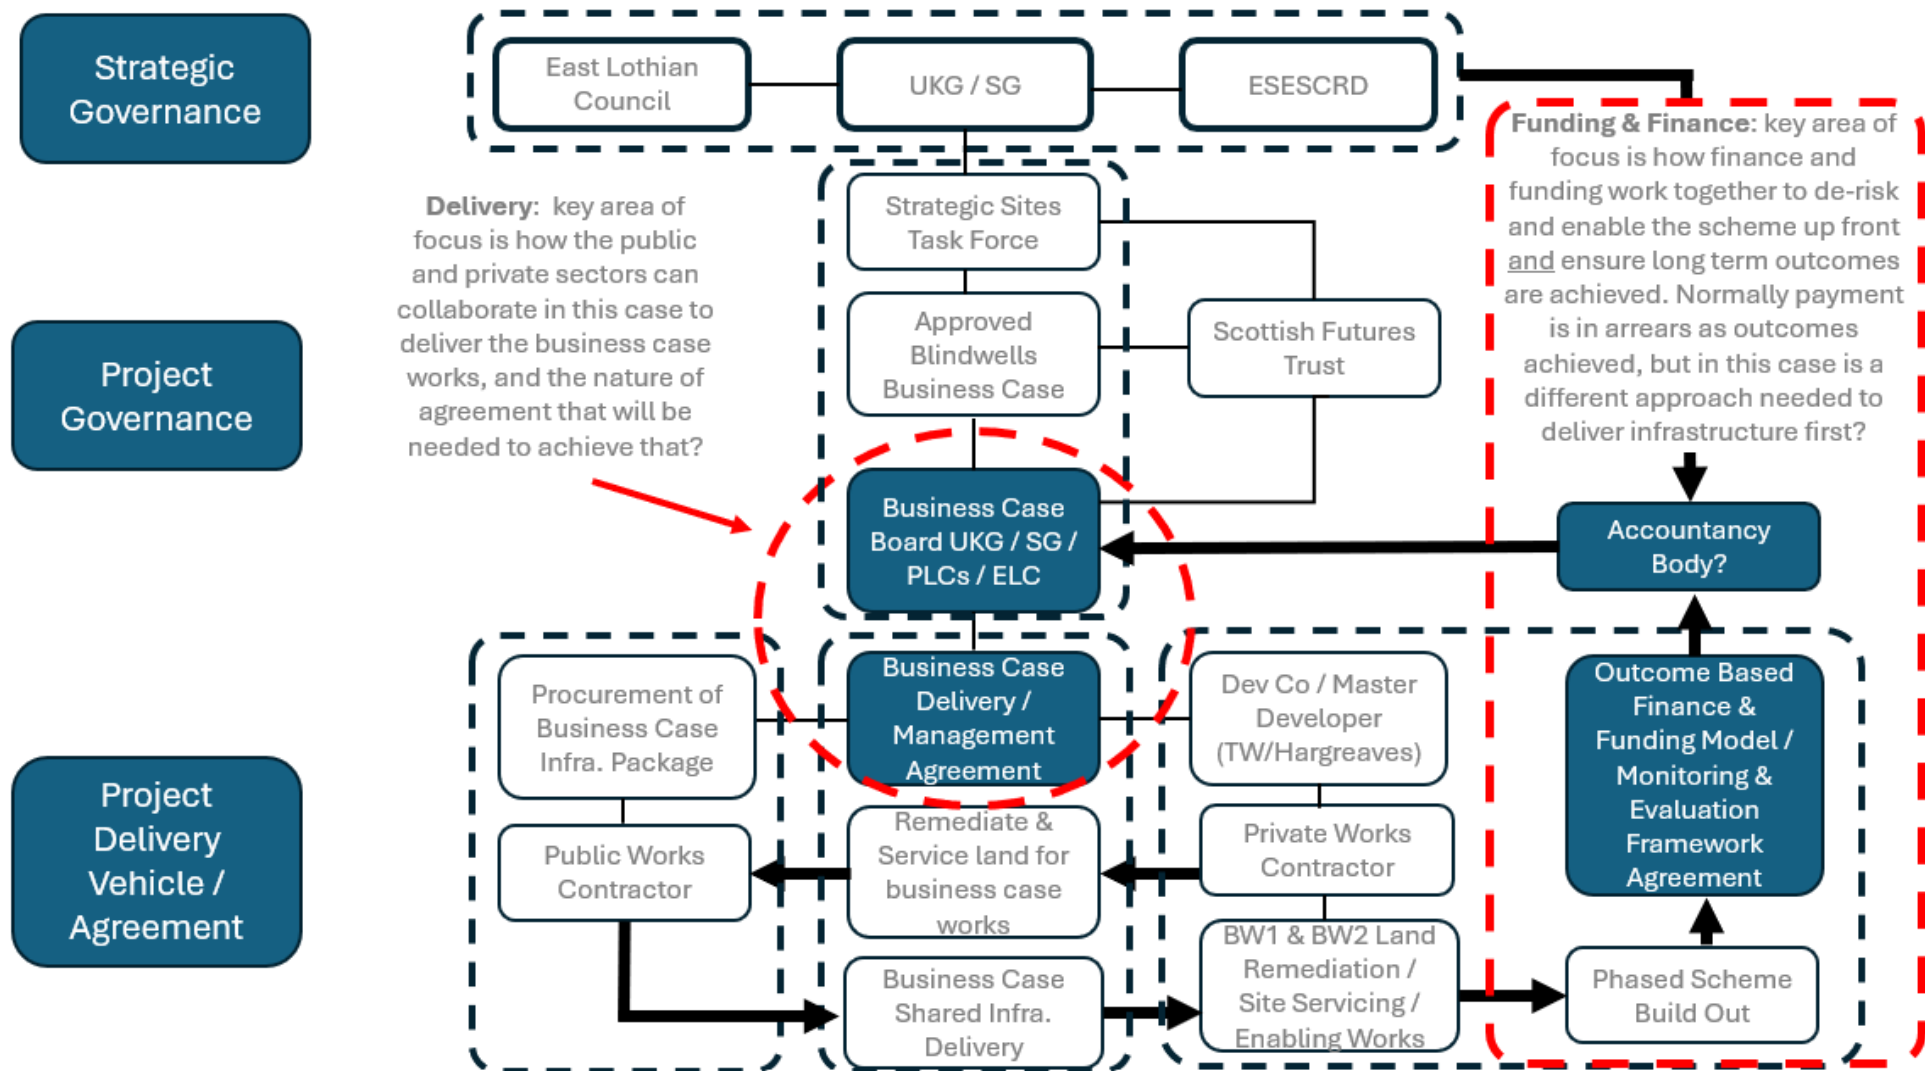 Strategic
Governance
East Lothian
Council
UKG / SG
ESESCRD
Funding & Finance: key area of
focus is how finance and
funding work together to de-risk
and enable the scheme up front
and ensure long term outcomes
are achieved. Normally payment
is in arrears as outcomes
achieved, but in this case is a
different approach needed to
deliver infrastructure first?
Delivery: key area of
focus is how the public
and private sectors can
collaborate in this case to
deliver the business case
works, and the nature of
agreement that will be
needed to achieve that?
Strategic Sites
Task Force
Project
Governance
Approved
Blindwells
Business Case
Scottish Futures
Trust
Business Case
Board UKG / SG /
PLCs / ELC
Accountancy
Body?
Project
Delivery
Vehicle /
Agreement
Procurement of
Business Case
Infra. Package
Business Case
Delivery /
Management
Agreement
Dev Co / Master
Developer
(TW/Hargreaves)
Outcome Based
Finance &
Funding Model /
Monitoring &
Evaluation
Framework
Agreement
Public Works
Contractor
Remediate &
Service land for
business case
works
Private Works
Contractor
Business Case
Shared Infra.
Delivery
BW1 & BW2 Land
Remediation /
Site Servicing /
Enabling Works
Phased Scheme
Build Out